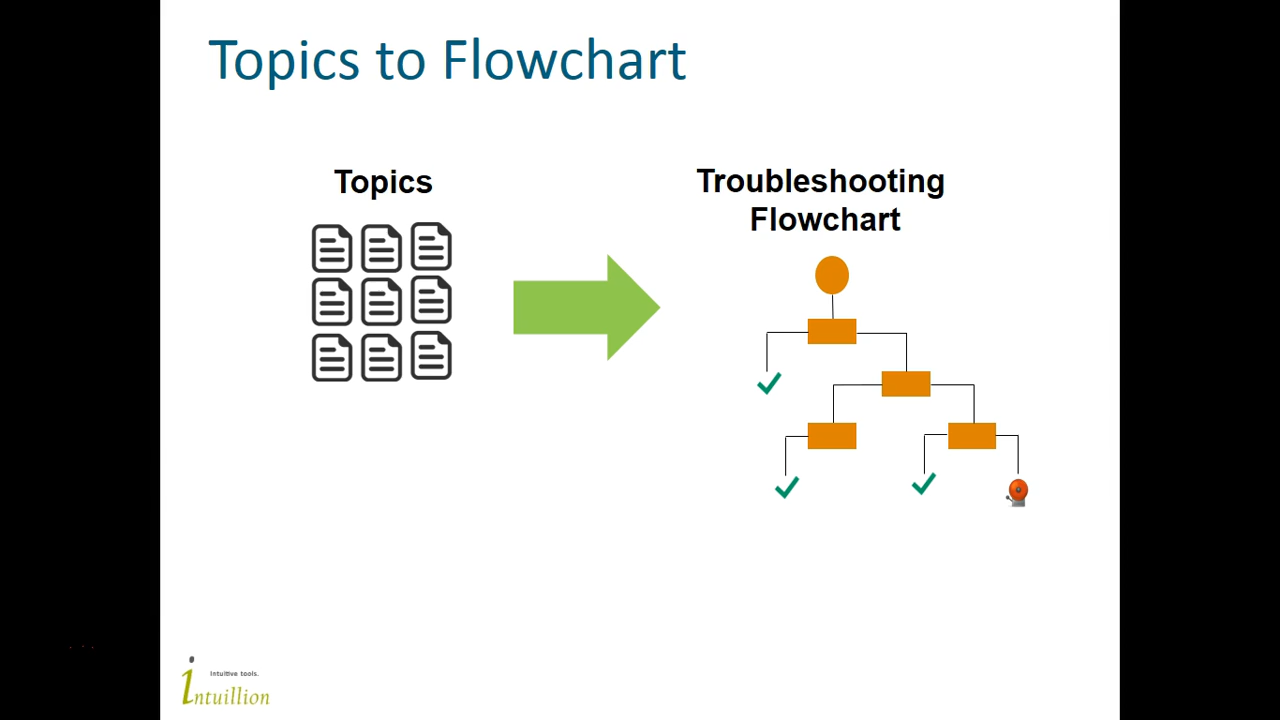 Topics to Flowchart
Topics
Troubleshooting
Flowchart
Intuitive tools.
intuillion